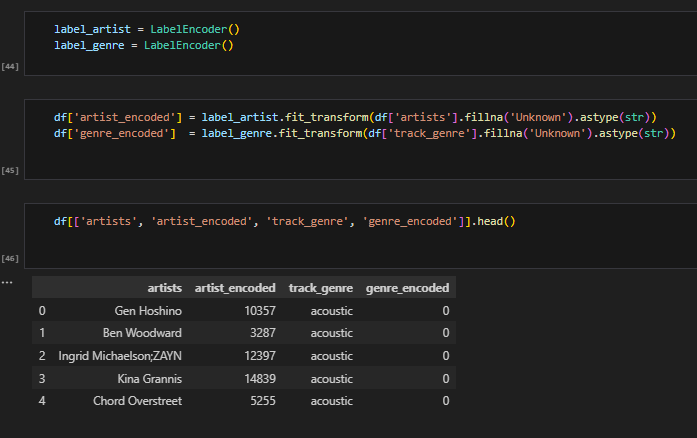 label_artist = LabelEncoder()
label_genre = LabelEncoder()
[44]
df['artist_encoded'] = label_artist.fit_transform(df['artists'].fillna('Unknown').astype(str))
df['genre_encoded']  = label_genre.fit_transform(df['track_genre'].fillna('Unknown').astype(str))
[45]
df[['artists', 'artist_encoded', 'track_genre', 'genre_encoded']].head()
[46]
...
artists artist_encoded track_genre genre_encoded
0 Gen Hoshino 10357 acoustic 0
1 Ben Woodward 3287 acoustic 0
2 Ingrid Michaelson;ZAYN 12397 acoustic 0
3 Kina Grannis 14839 acoustic 0
4 Chord Overstreet 5255 acoustic 0